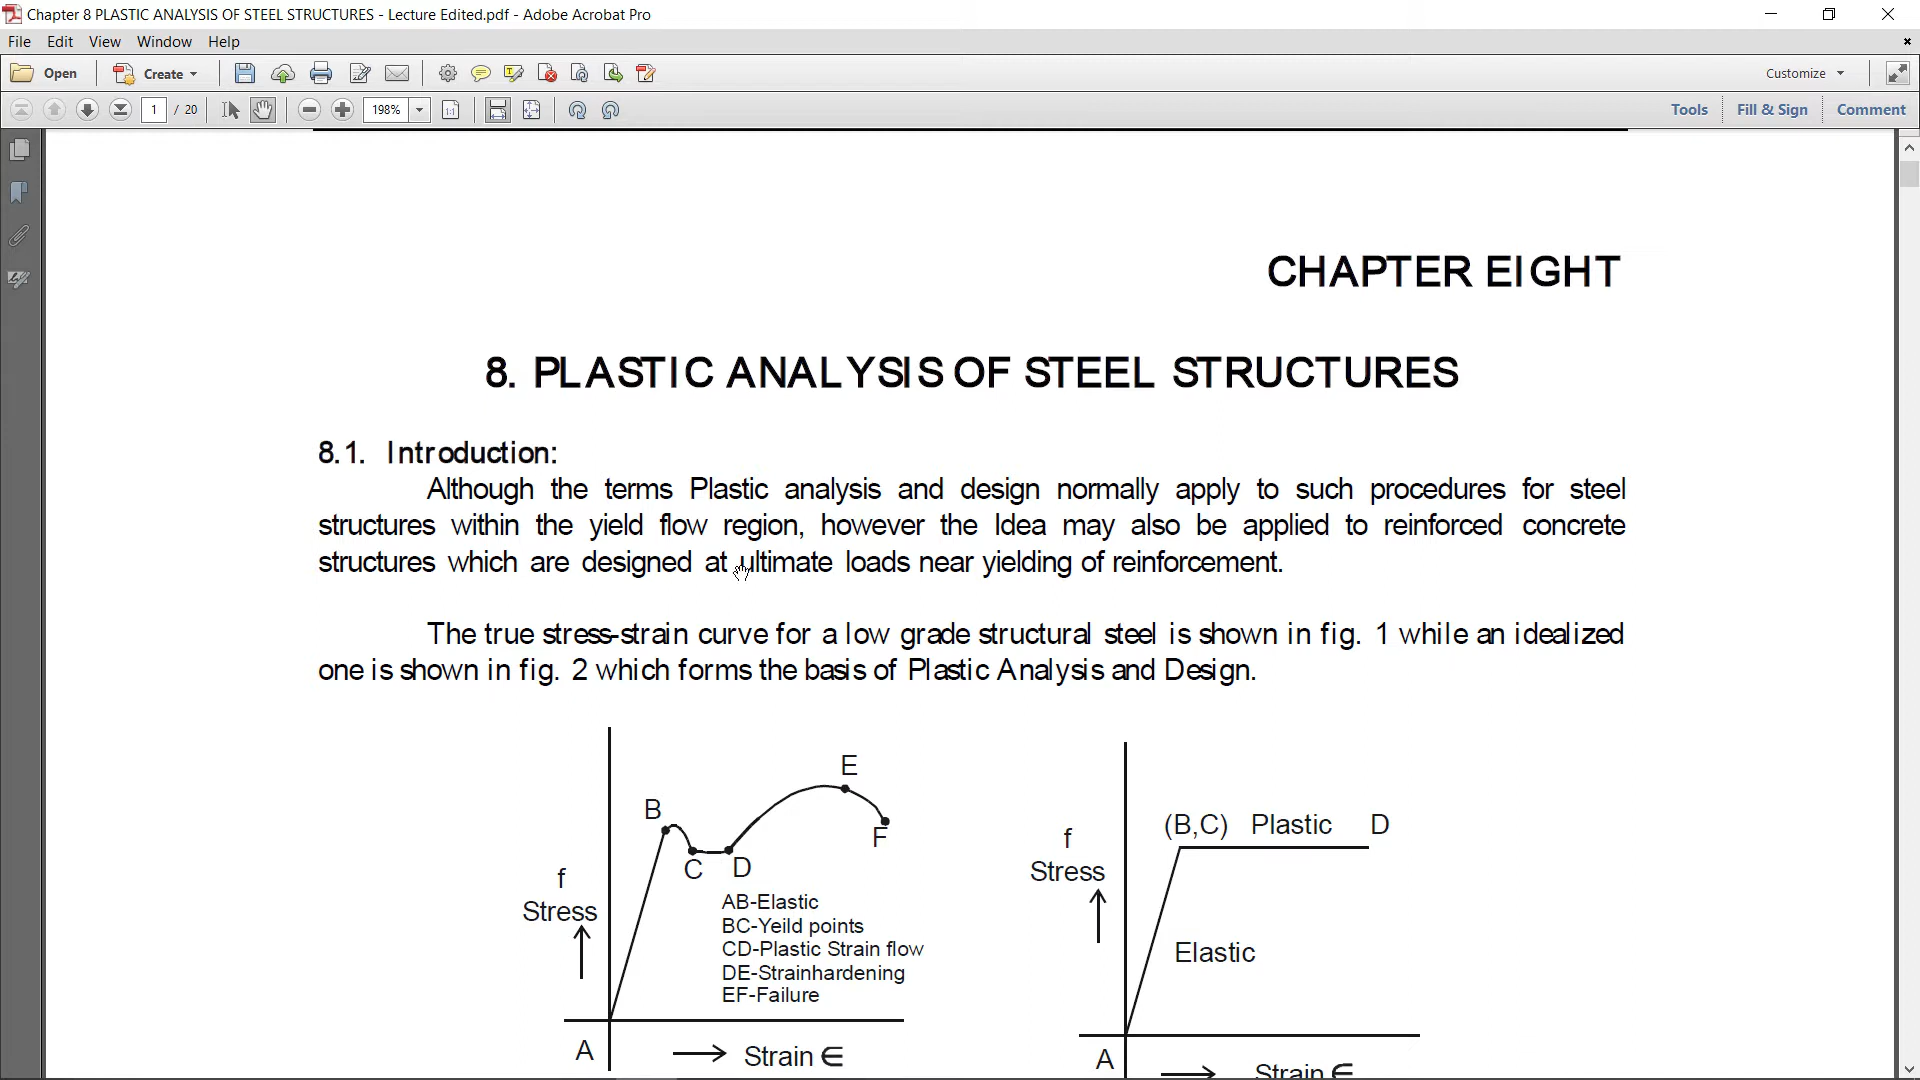 Chapter 8 PLASTIC ANALYSIS OF STEEL STRUCTURES - Lecture Edited.pdf - Adobe Acrobat Pro
File Edit View Window Help
Open Create Customize
1 / 20 198% Tools Fill & Sign Comment
CHAPTER EIGHT
8. PLASTIC ANALYSIS OF STEEL STRUCTURES
8.1. Introduction:
Although the terms Plastic analysis and design normally apply to such procedures for steel
structures within the yield flow region, however the Idea may also be applied to reinforced concrete
structures which are designed at ultimate loads near yielding of reinforcement.
The true stress-strain curve for a low grade structural steel is shown in fig. 1 while an idealized
one is shown in fig. 2 which forms the basis of Plastic Analysis and Design.
E
B
F
C D
f
Stress
AB-Elastic
BC-Yeild points
CD-Plastic Strain flow
DE-Strainhardening
EF-Failure
A
Strain ∈
(B,C) Plastic D
f
Stress
Elastic
A
Strain ∈